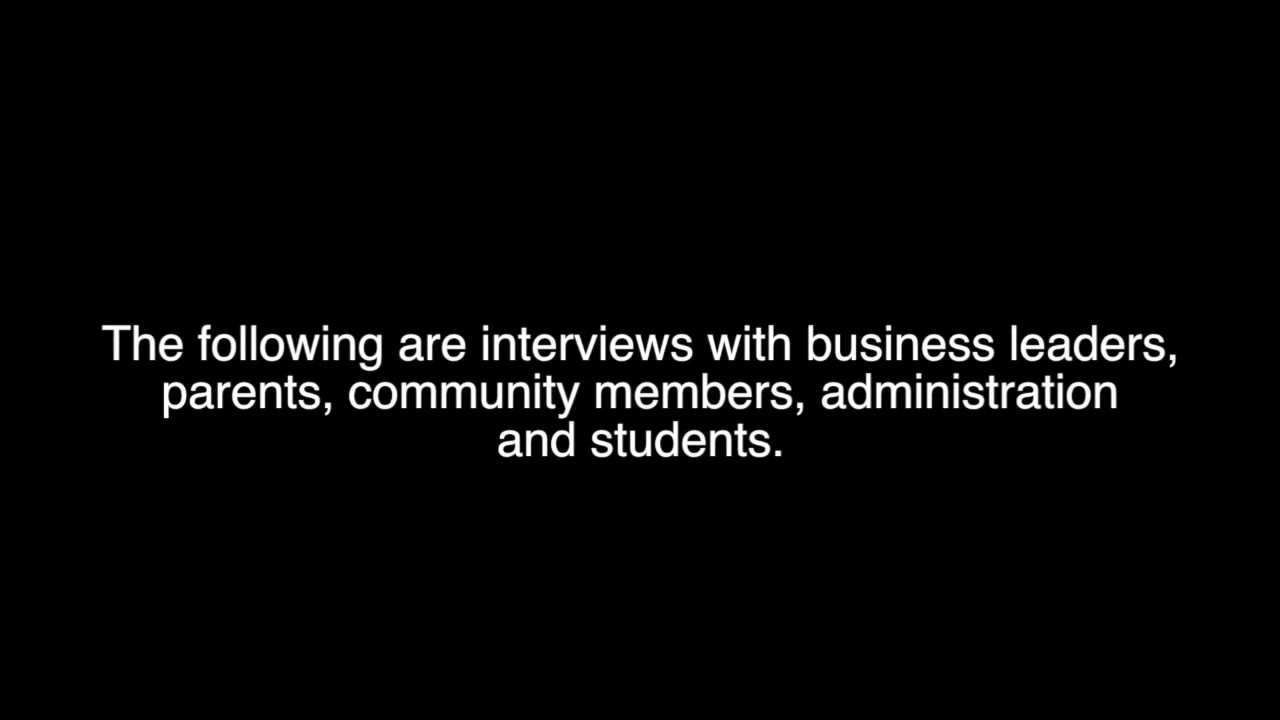 The following are interviews with business leaders,
parents, community members, administration
and students.